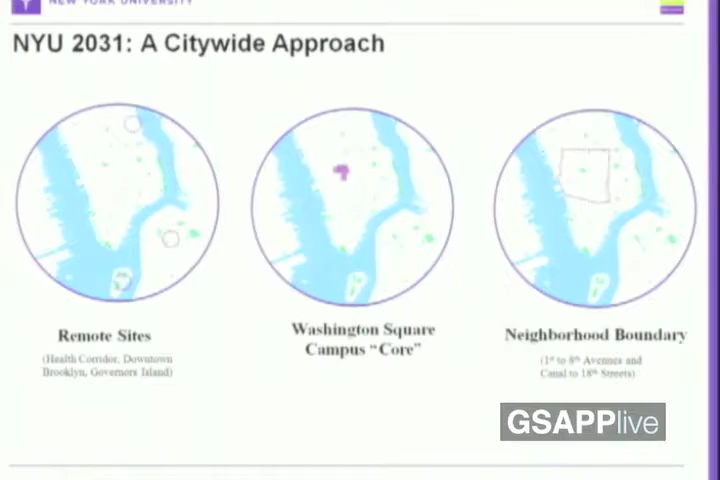 NEW YORK UNIVERSITY
NYU 2031: A Citywide Approach
Remote Sites
(Health Corridor, Downtown
Brooklyn, Governors Island)
Washington Square
Campus “Core”
Neighborhood Boundary
(1st to 8th Avenues and
Canal to 18th Streets)
GSAPPlive